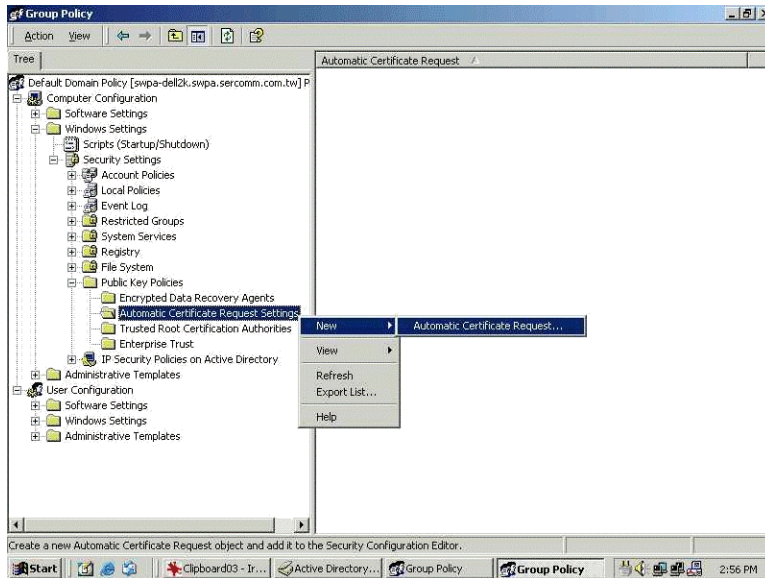 Group Policy
Action View
Tree
Automatic Certificate Request
Default Domain Policy [swpa-dell2k.swpa.sercomm.com.tw] P
Computer Configuration
Software Settings
Windows Settings
Scripts (Startup/Shutdown)
Security Settings
Account Policies
Local Policies
Event Log
Restricted Groups
System Services
Registry
File System
Public Key Policies
Encrypted Data Recovery Agents
Automatic Certificate Request Settings
Trusted Root Certification Authorities
Enterprise Trust
IP Security Policies on Active Directory
Administrative Templates
User Configuration
Software Settings
Windows Settings
Administrative Templates
New
Automatic Certificate Request...
View
Refresh
Export List...
Help
Create a new Automatic Certificate Request object and add it to the Security Configuration Editor.
Start
Clipboard03 - Ir...
Active Directory...
Group Policy
Group Policy
2:56 PM